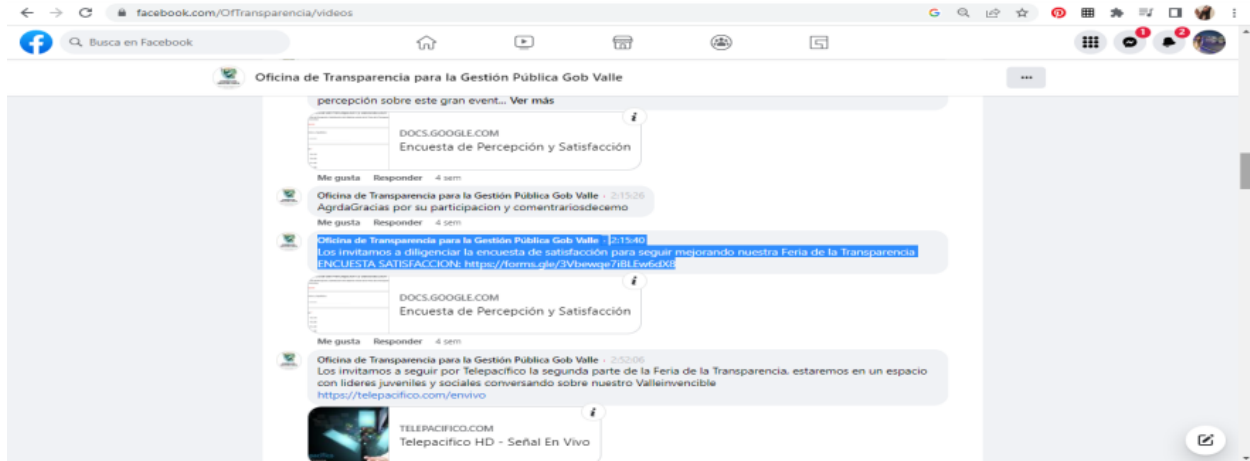 facebook.com/OfTransparencia/videos
Busca en Facebook
1
2
Oficina de Transparencia para la Gestión Pública Gob Valle
percepción sobre este gran event... Ver más
DOCS.GOOGLE.COM
Encuesta de Percepción y Satisfacción
Me gusta Responder 4 sem
Oficina de Transparencia para la Gestión Pública Gob Valle · 2:15:26
AgrdaGracias por su participacion y comentrariosdecemo
Me gusta Responder 4 sem
Oficina de Transparencia para la Gestión Pública Gob Valle · 2:15:40
Los invitamos a diligenciar la encuesta de satisfacción para seguir mejorando nuestra Feria de la Transparencia
ENCUESTA SATISFACCION: https://forms.gle/3Vbewqe7iBLEw6dX8
DOCS.GOOGLE.COM
Encuesta de Percepción y Satisfacción
Me gusta Responder 4 sem
Oficina de Transparencia para la Gestión Pública Gob Valle · 2:52:06
Los invitamos a seguir por Telepacífico la segunda parte de la Feria de la Transparencia, estaremos en un espacio
con lideres juveniles y sociales conversando sobre nuestro Valleinvencible
https://telepacifico.com/envivo
TELEPACIFICO.COM
Telepacifico HD - Señal En Vivo